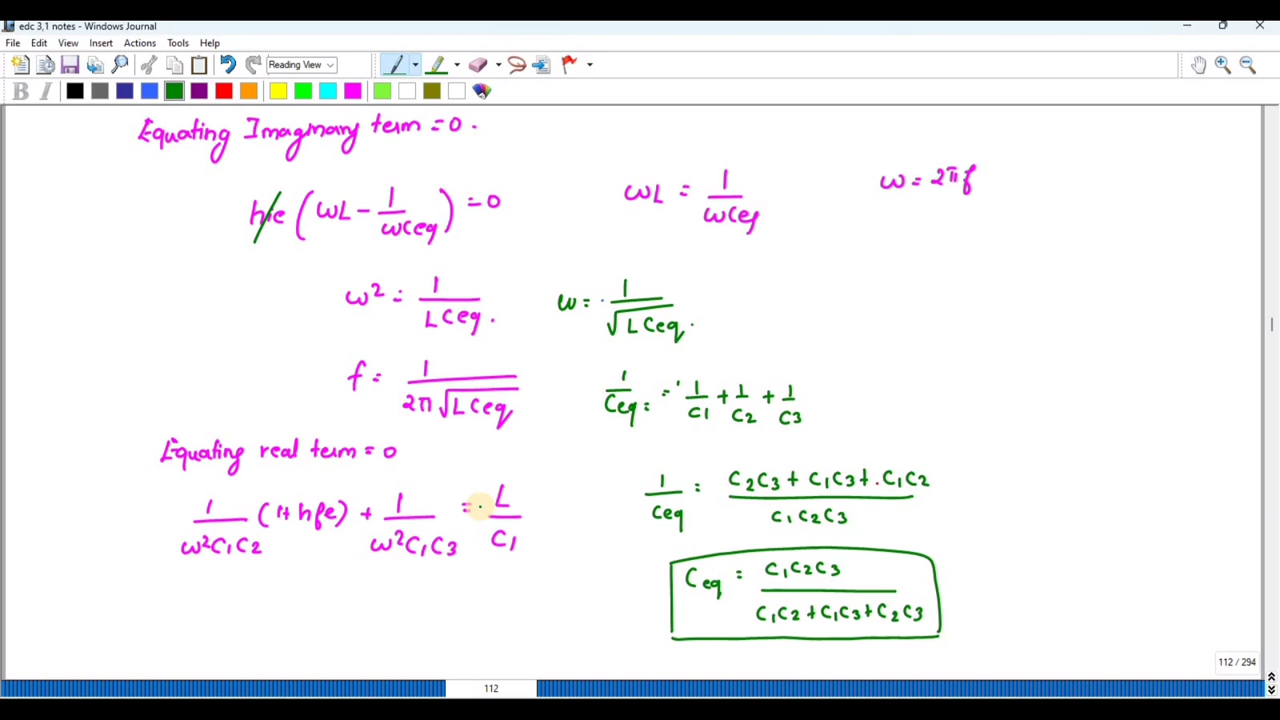 edc 3,1 notes - Windows Journal
File Edit View Insert Actions Tools Help
Reading View
B I
Equating Imaginary term = 0.
hie (ωL - 1/ωCeq) = 0
ωL = 1/ωCeq
ω = 2πf
ω² = 1/LCeq.
ω = 1/√LCeq.
f = 1/2π√LCeq
1/Ceq = 1/C1 + 1/C2 + 1/C3
Equating real term = 0
1/Ceq = C2C3 + C1C3 + C1C2/C1C2C3
1/ω²C1C2 (1+hfe) + 1/ω²C1C3 = L/C1
Ceq = C1C2C3/C1C2+C1C3+C2C3
112 / 294
112